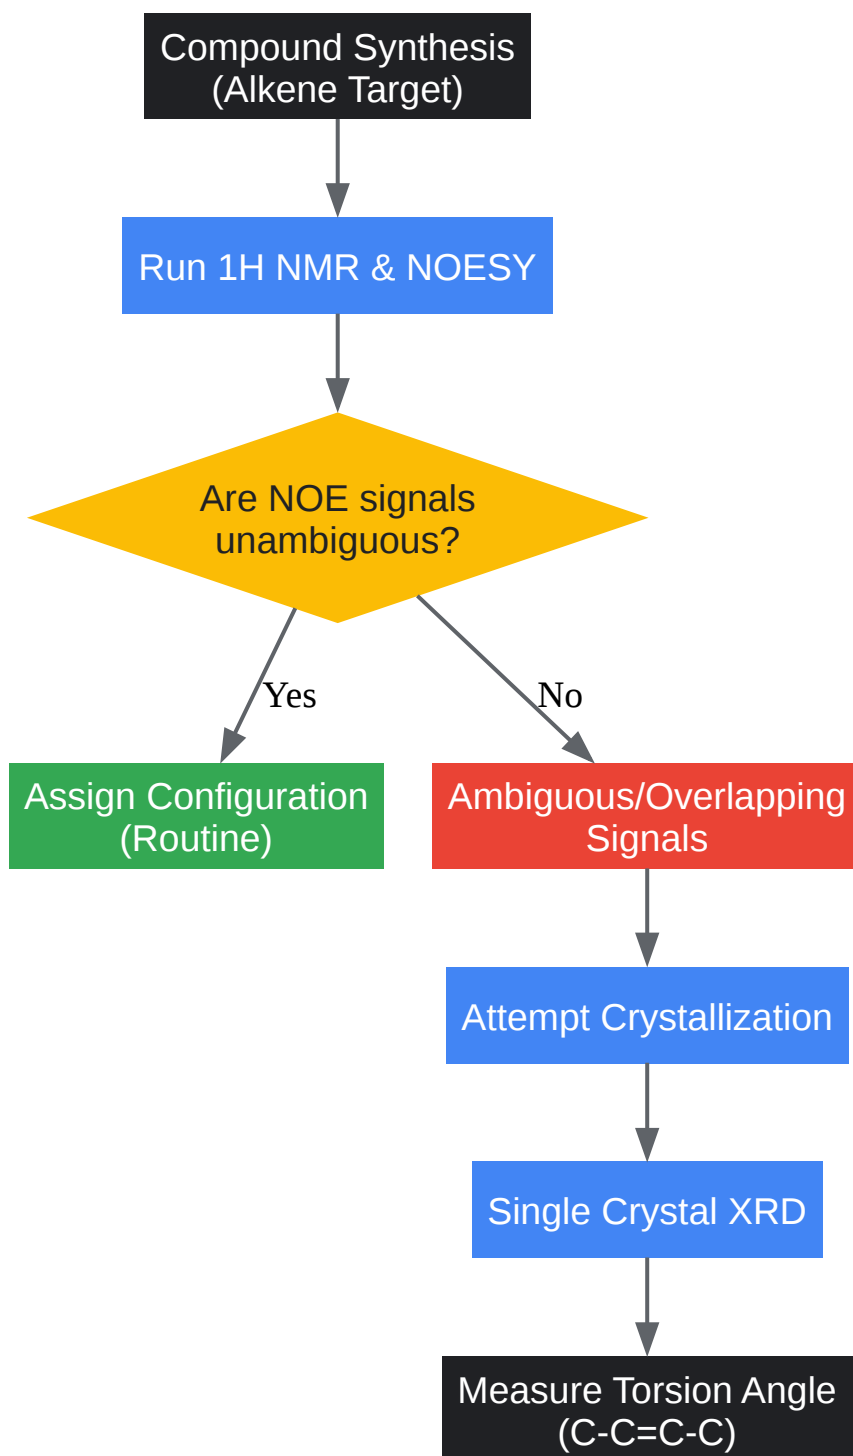 Compound Synthesis
(Alkene Target)
Run 1H NMR & NOESY
Are NOE signals
unambiguous?
Yes
No
Assign Configuration
(Routine)
Ambiguous/Overlapping
Signals
Attempt Crystallization
Single Crystal XRD
Measure Torsion Angle
(C-C=C-C)